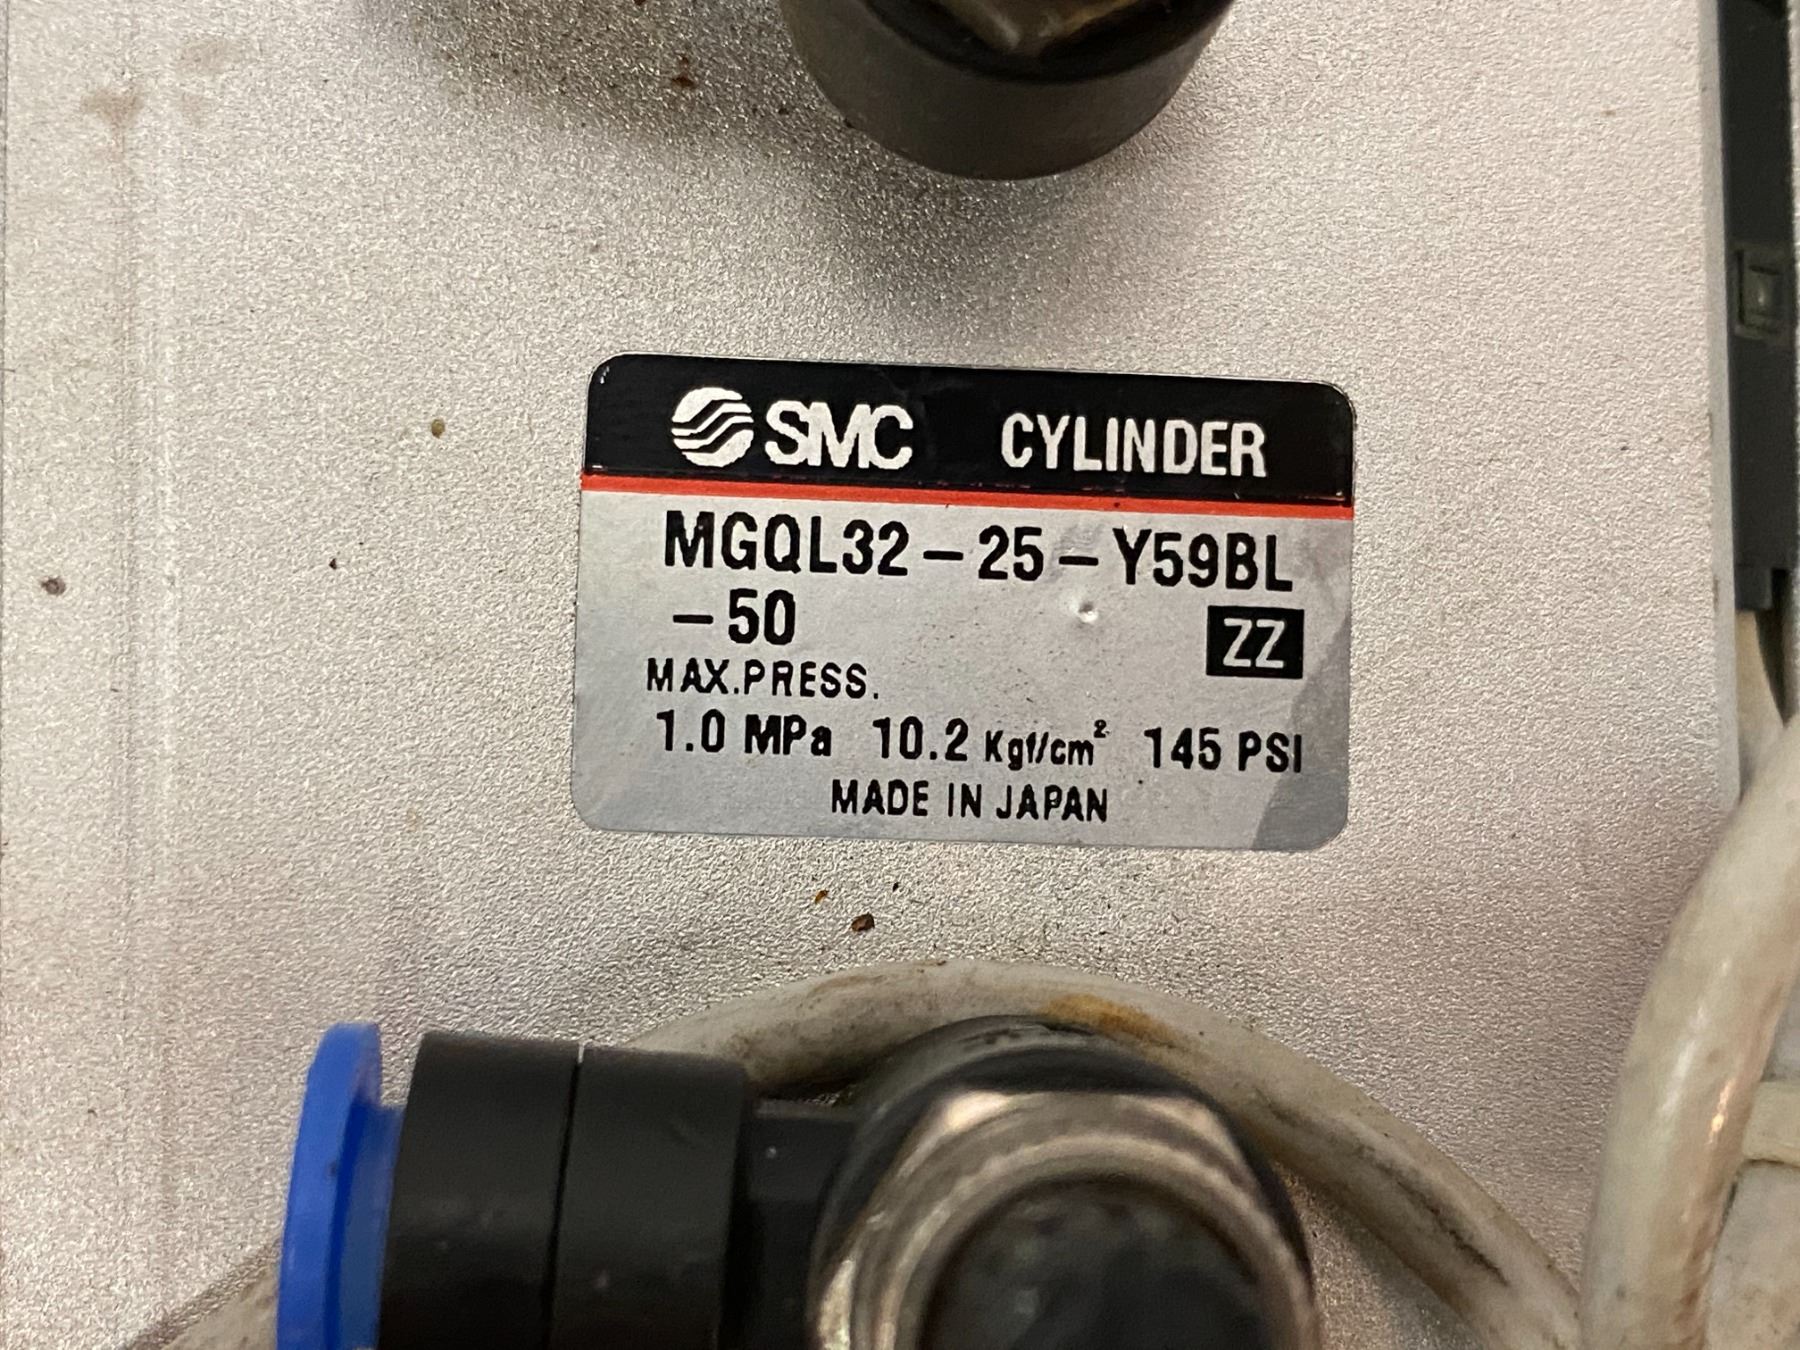 SMC CYLINDER
MGQL32-25-Y59BL
-50
ZZ
MAX.PRESS.
1.0 MPa 10.2 Kgf/cm² 145 PSI
MADE IN JAPAN